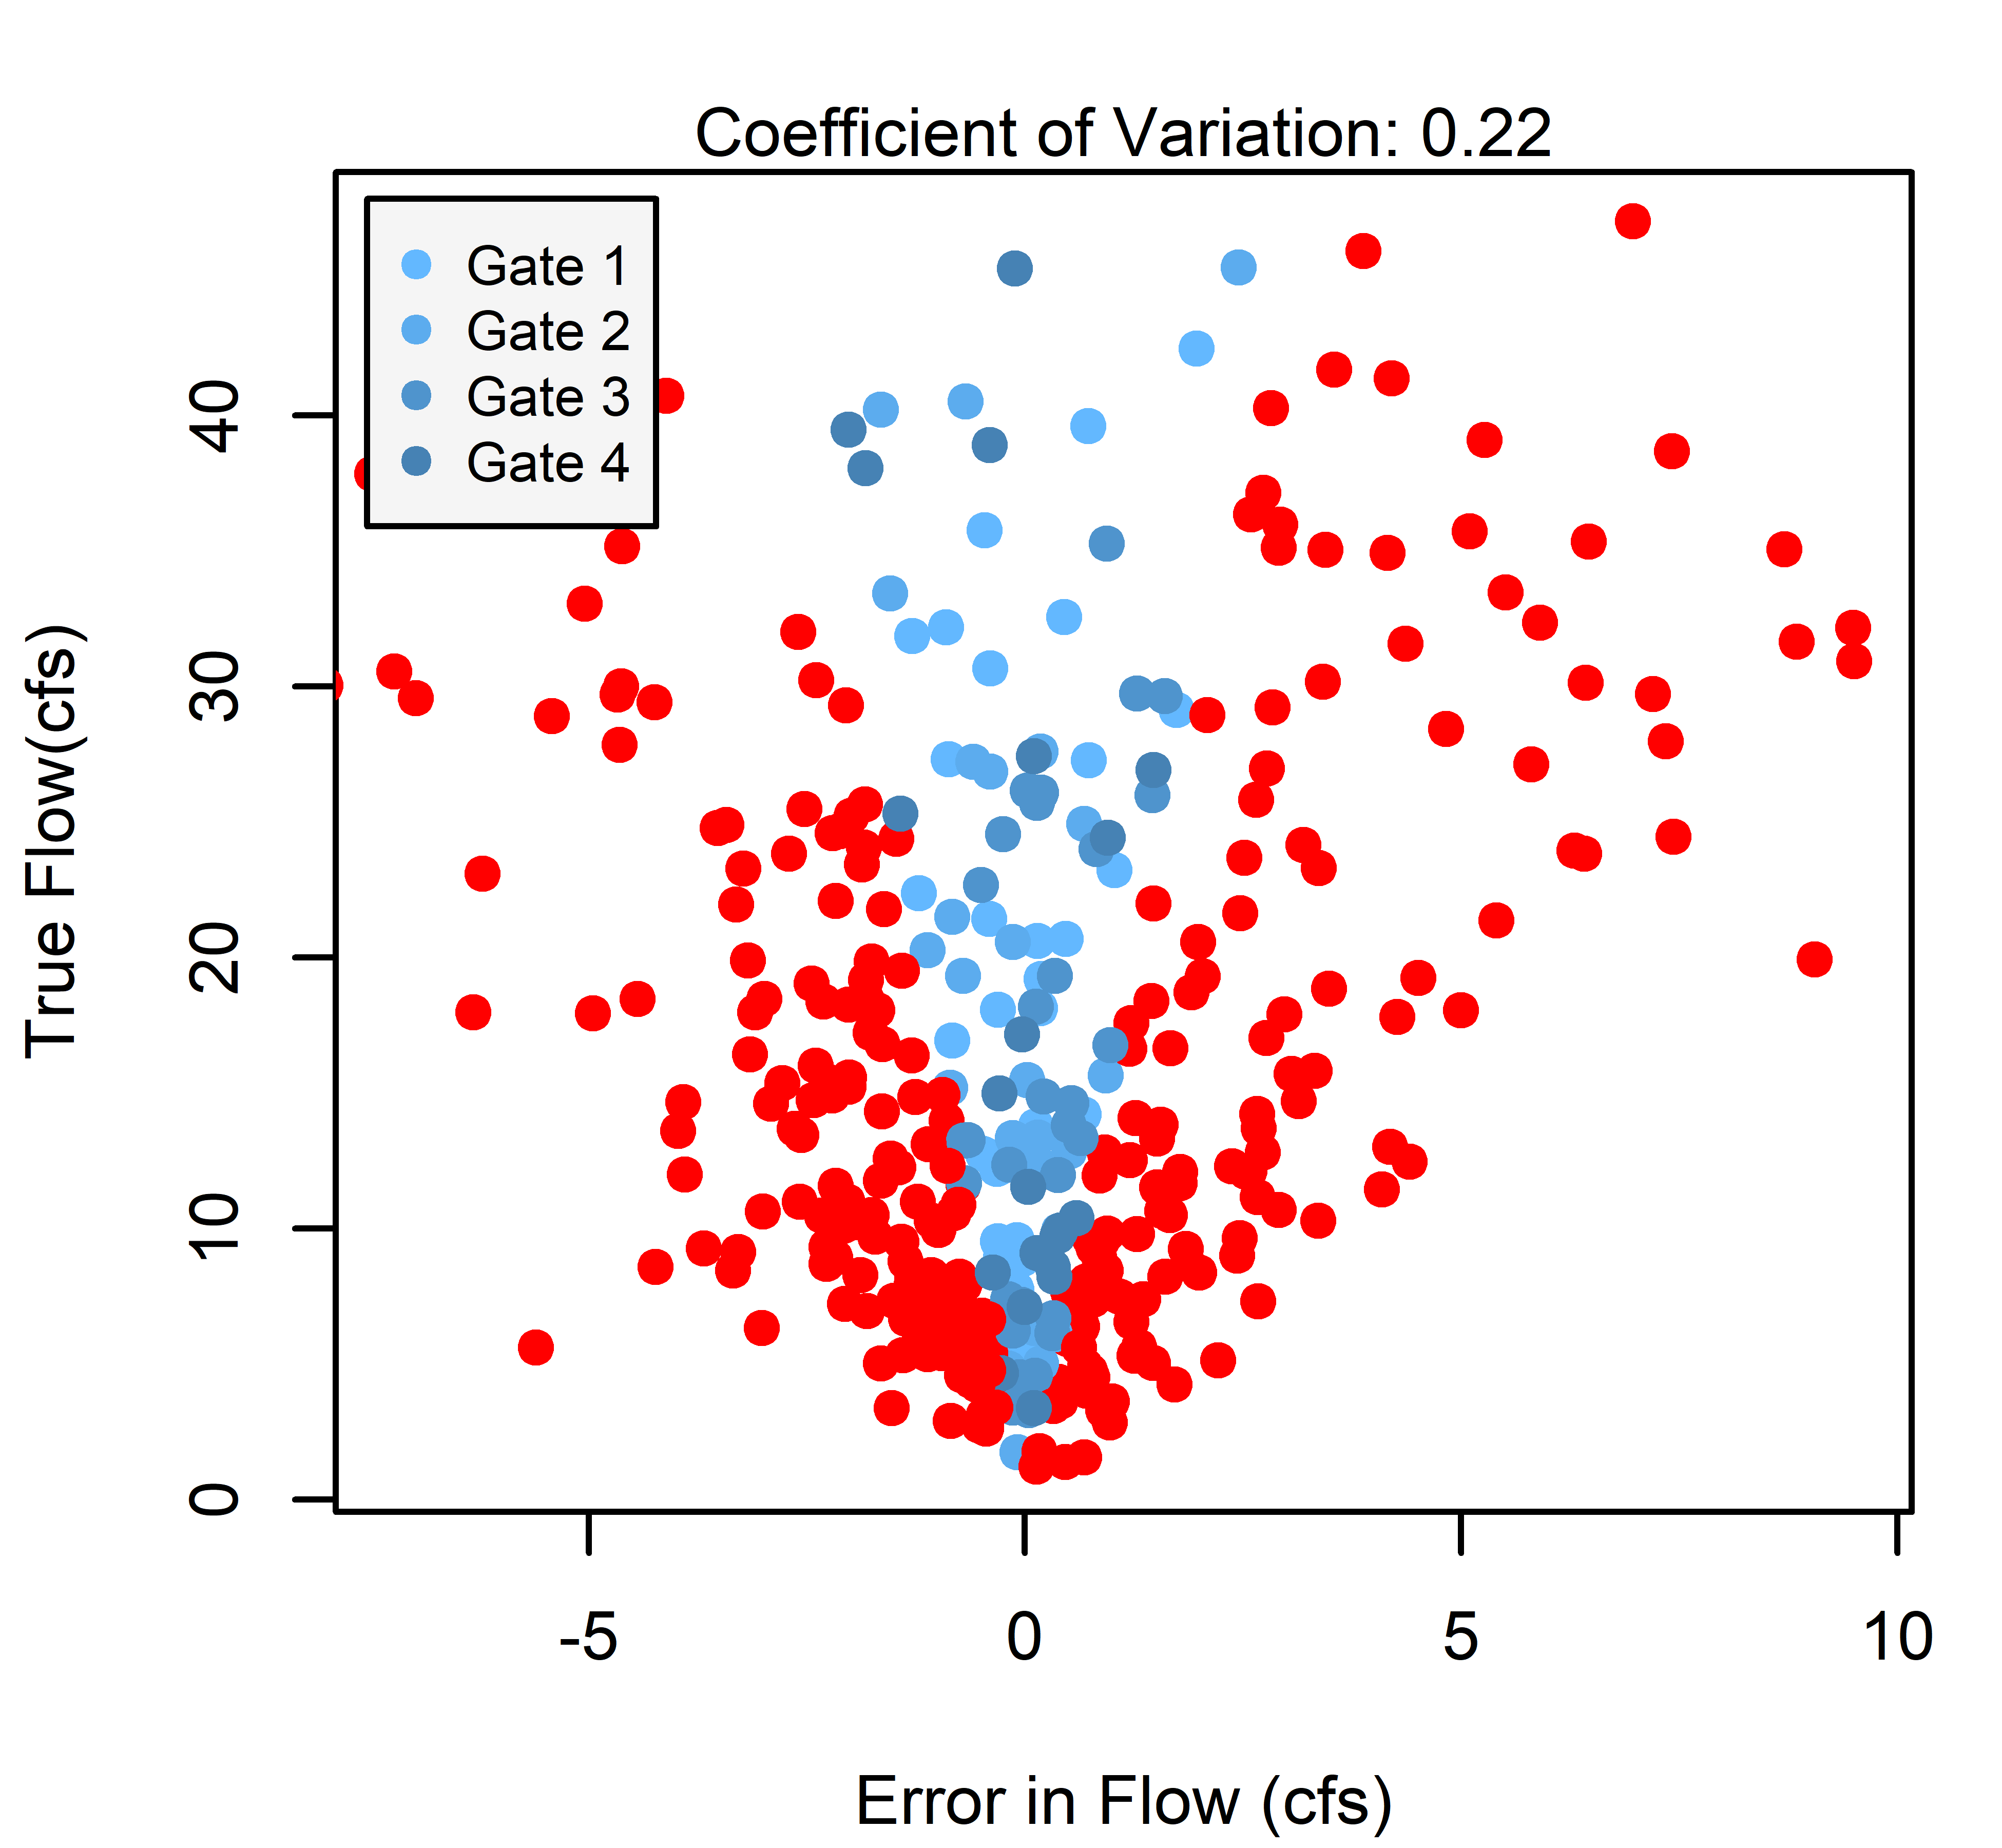 Coefficient of Variation: 0.22
Gate 1
Gate 2
Gate 3
Gate 4
True Flow(cfs)
40
30
20
10
0
-5 0 5 10
Error in Flow (cfs)